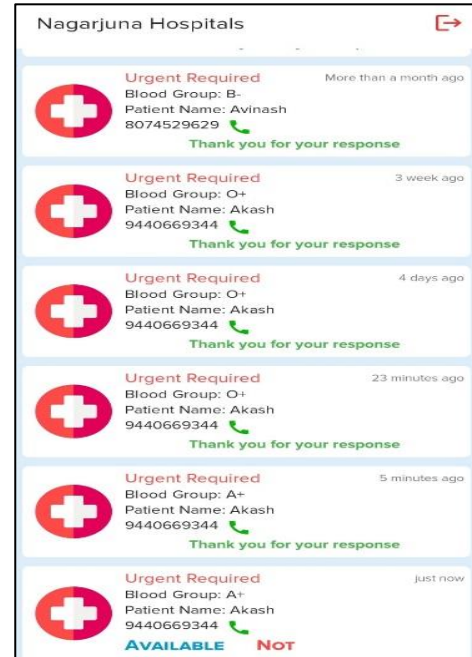 Nagarjuna Hospitals
Urgent Required More than a month ago
Blood Group: B-
Patient Name: Avinash
8074529629
Thank you for your response
Urgent Required 3 week ago
Blood Group: O+
Patient Name: Akash
9440669344
Thank you for your response
Urgent Required 4 days ago
Blood Group: O+
Patient Name: Akash
9440669344
Thank you for your response
Urgent Required 23 minutes ago
Blood Group: O+
Patient Name: Akash
9440669344
Thank you for your response
Urgent Required 5 minutes ago
Blood Group: A+
Patient Name: Akash
9440669344
Thank you for your response
Urgent Required just now
Blood Group: A+
Patient Name: Akash
9440669344
AVAILABLE NOT